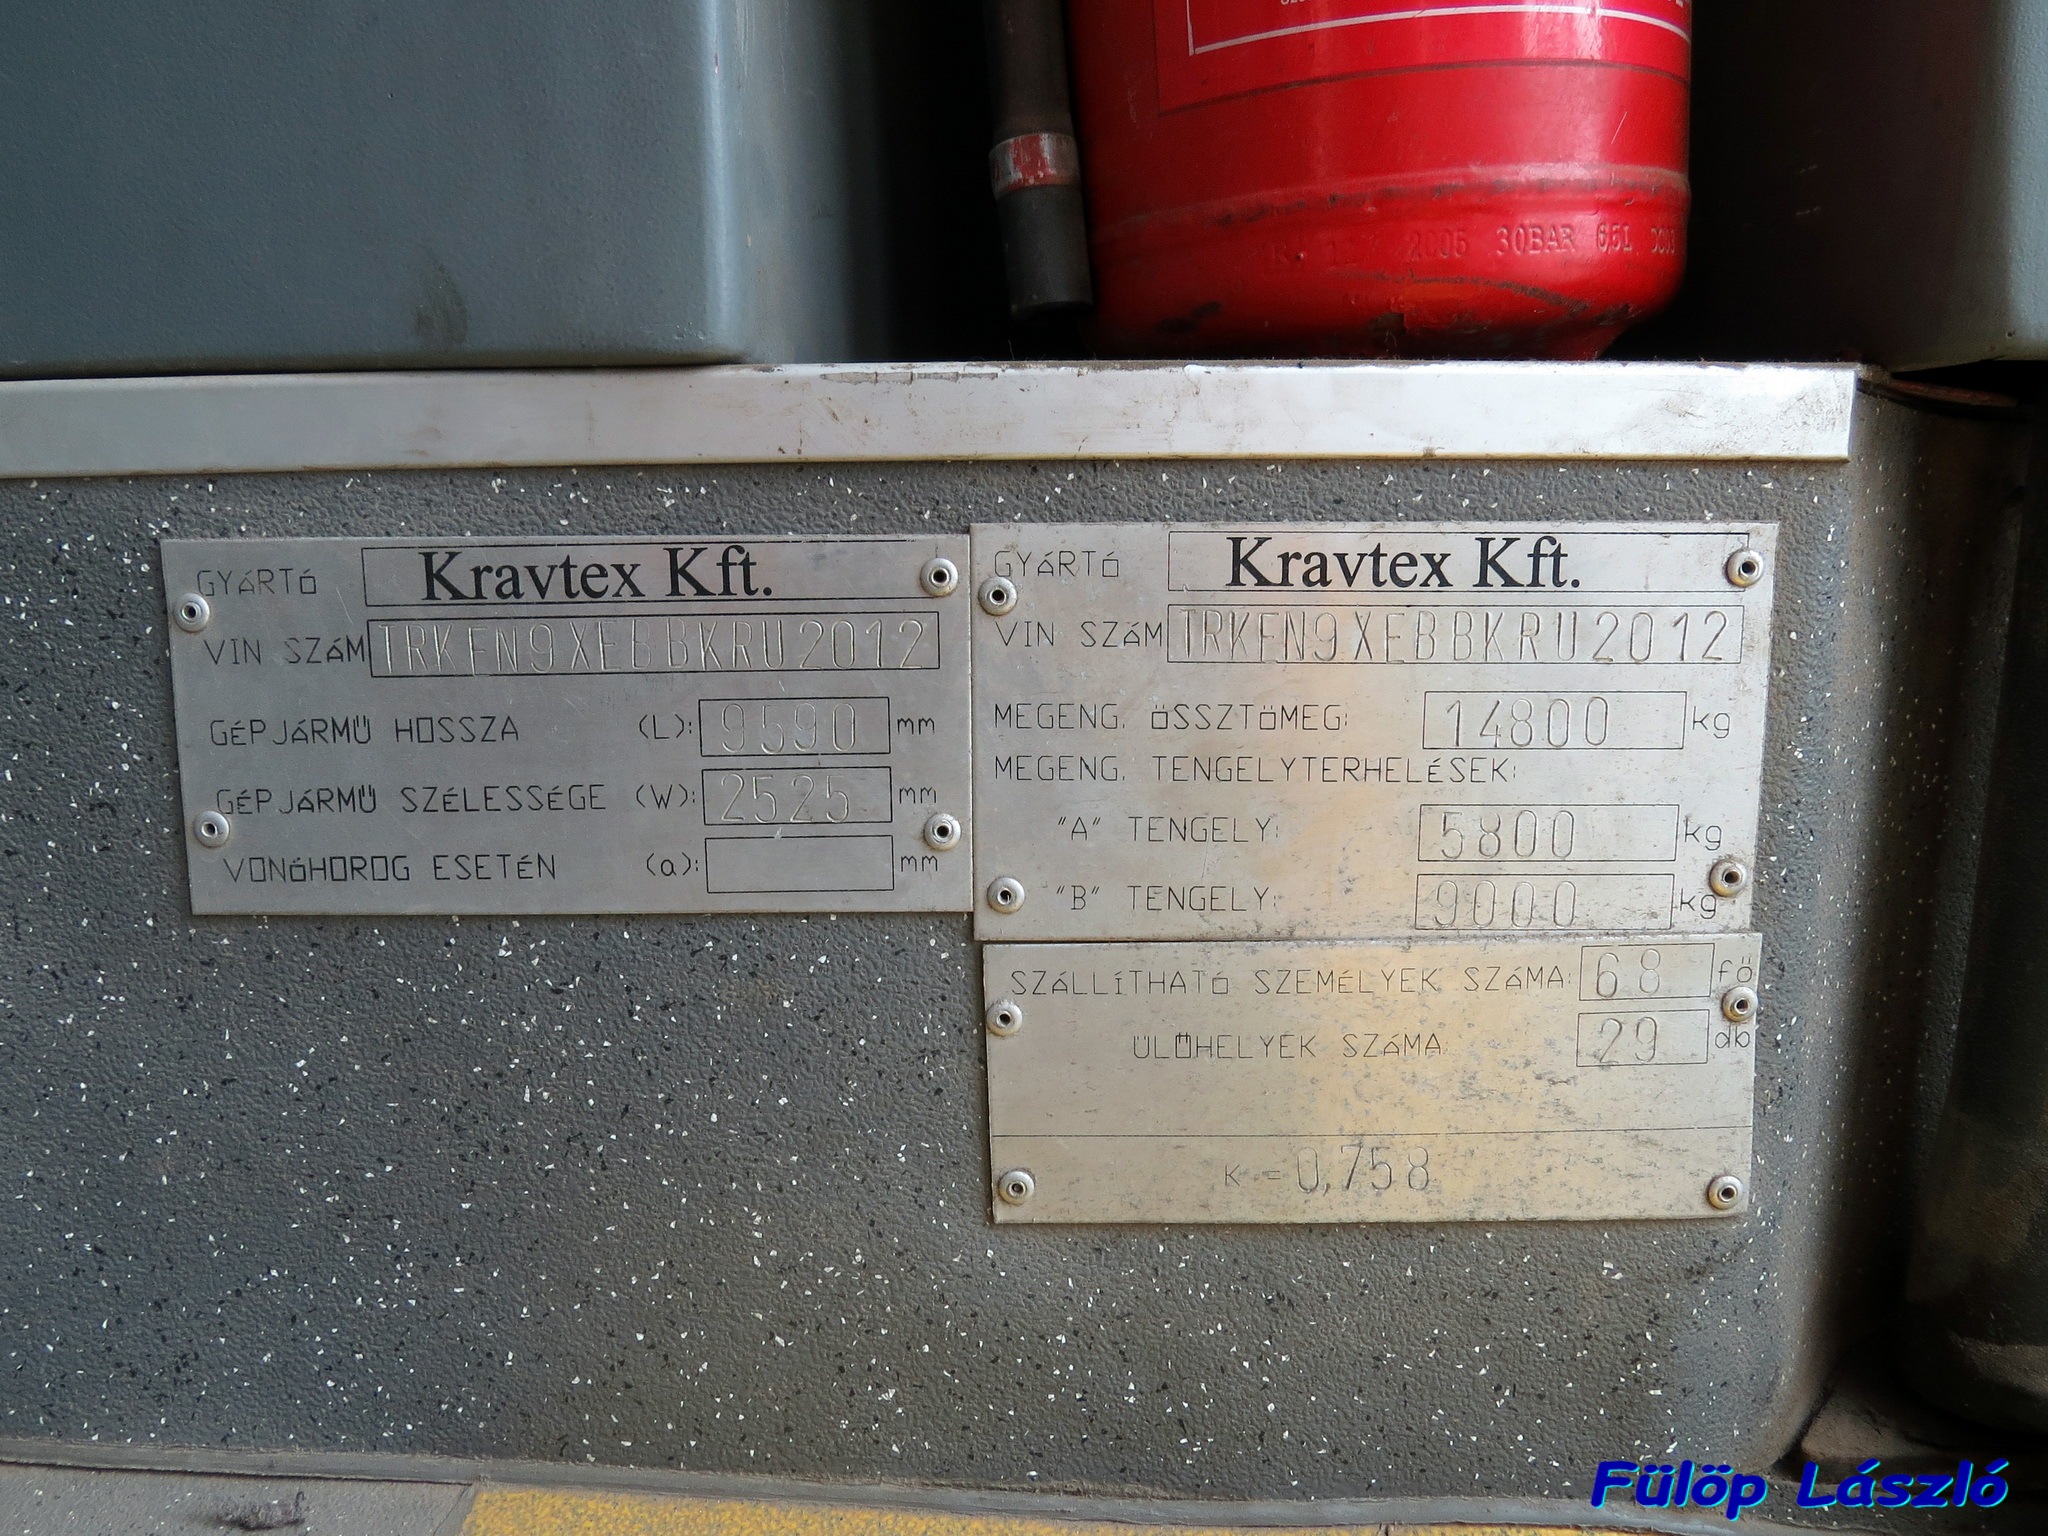 2005 30BAR 6,5L
GYÁRTÓ Kravtex Kft.
VIN SZÁM TRKFN9XEBBKRU2012
GÉPJÁRMŰ HOSSZA (L): 9590 mm
GÉPJÁRMŰ SZÉLESSÉGE (W): 2525 mm
VONÓHOROG ESETÉN (a): mm
GYÁRTÓ Kravtex Kft.
VIN SZÁM TRKFN9XEBBKRU2012
MEGENG. ÖSSZTÖMEG: 14800 kg
MEGENG. TENGELYTERHELÉSEK:
"A" TENGELY: 5800 kg
"B" TENGELY: 9000 kg
SZÁLLÍTHATÓ SZEMÉLYEK SZÁMA: 68 fő
ÜLŐHELYEK SZÁMA: 29 db
K = 0,758
Fülöp László